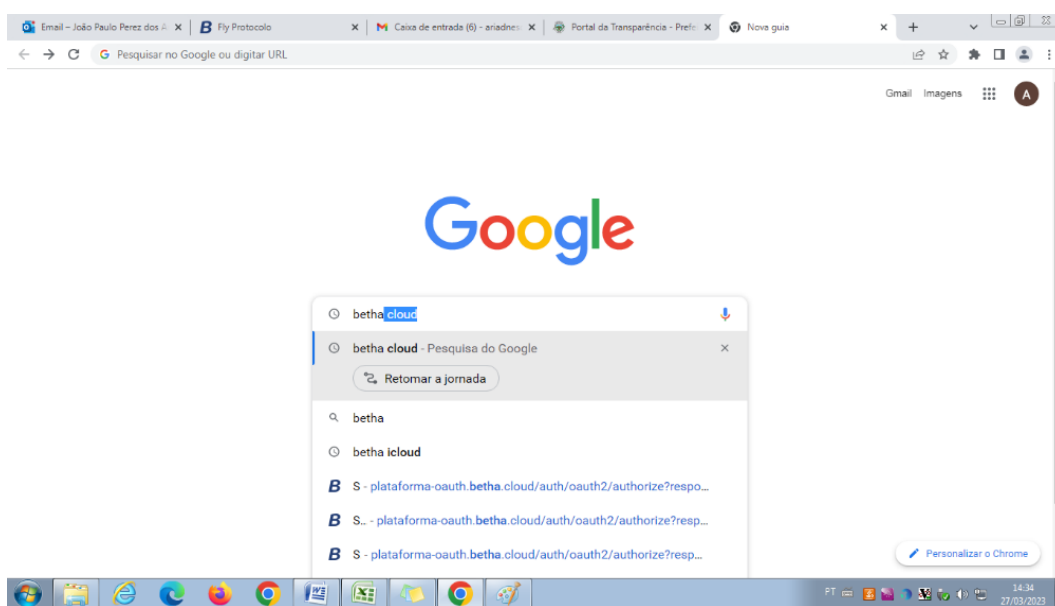 Email – João Paulo Perez dos A
Fly Protocolo
Caixa de entrada (6) - ariadnes
Portal da Transparência - Prefe
Nova guia
Pesquisar no Google ou digitar URL
Gmail Imagens A
Google
betha cloud
betha cloud - Pesquisa do Google
Retomar a jornada
betha
betha icloud
S - plataforma-oauth.betha.cloud/auth/oauth2/authorize?respo...
S.. - plataforma-oauth.betha.cloud/auth/oauth2/authorize?resp...
S - plataforma-oauth.betha.cloud/auth/oauth2/authorize?resp...
Personalizar o Chrome
PT
14:34
27/03/2023